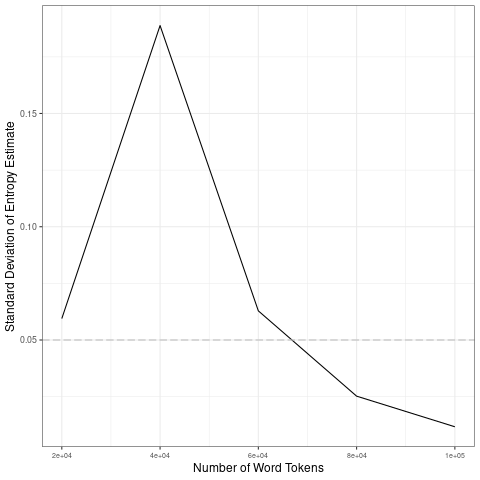 Standard Deviation of Entropy Estimate
0.15
0.10
0.05
2e+04 4e+04 6e+04 8e+04 1e+05
Number of Word Tokens